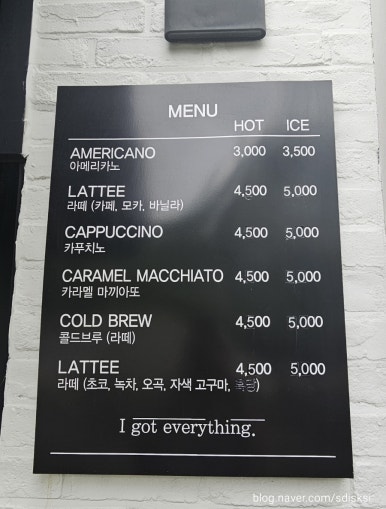 MENU
HOT ICE
AMERICANO 3,000 3,500
아메리카노
LATTEE 4,500 5,000
라떼 (카페, 모카, 바닐라)
CAPPUCCINO 4,500 5,000
카푸치노
CARAMEL MACCHIATO 4,500 5,000
카라멜 마끼아또
COLD BREW 4,500 5,000
콜드브루 (라떼)
LATTEE 4,500 5,000
라떼 (초코, 녹차, 오곡, 자색 고구마,
I got everything.
blog.naver.com/sdisksc